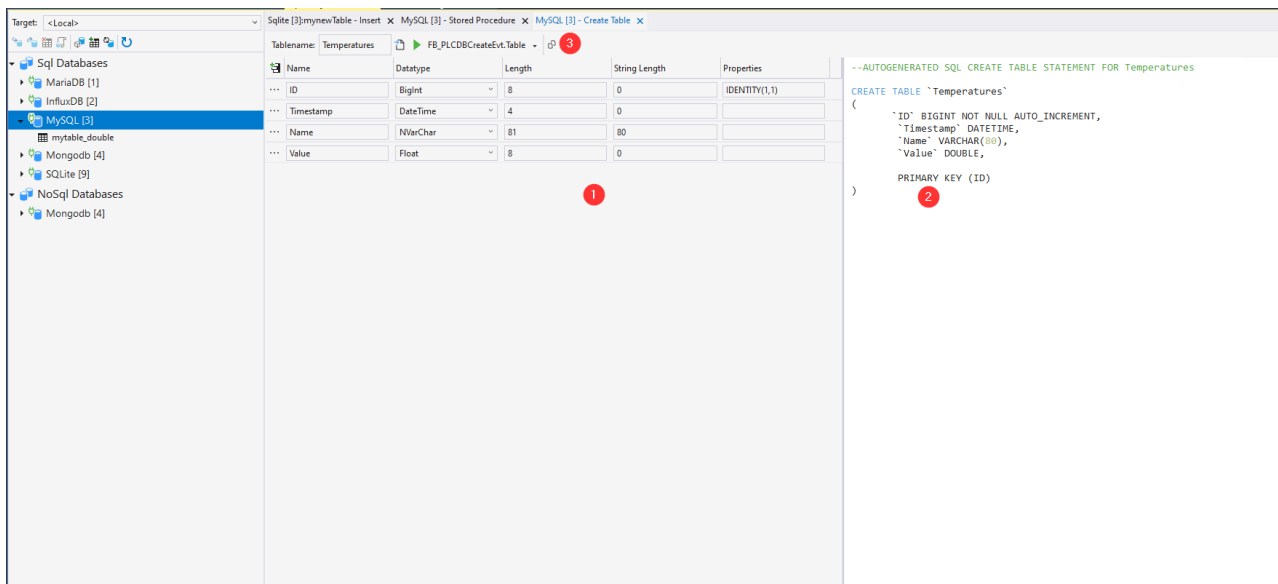 Target: <Local>
Sqlite [3]:mynewTable - Insert x MySQL [3] - Stored Procedure x MySQL [3] - Create Table x
Tablename: Temperatures FB_PLCDBCreateEvt.Table 3
Sql Databases
MariaDB [1]
InfluxDB [2]
MySQL [3]
mytable_double
Mongodb [4]
SQLite [9]
NoSql Databases
Mongodb [4]
Name Datatype Length String Length Properties
ID BigInt 8 0 IDENTITY(1,1)
Timestamp DateTime 4 0
Name NVarChar 81 80
Value Float 8 0
1
--AUTOGENERATED SQL CREATE TABLE STATEMENT FOR Temperatures
CREATE TABLE `Temperatures`
(
`ID` BIGINT NOT NULL AUTO_INCREMENT,
`Timestamp` DATETIME,
`Name` VARCHAR(80),
`Value` DOUBLE,
PRIMARY KEY (ID)
)
2